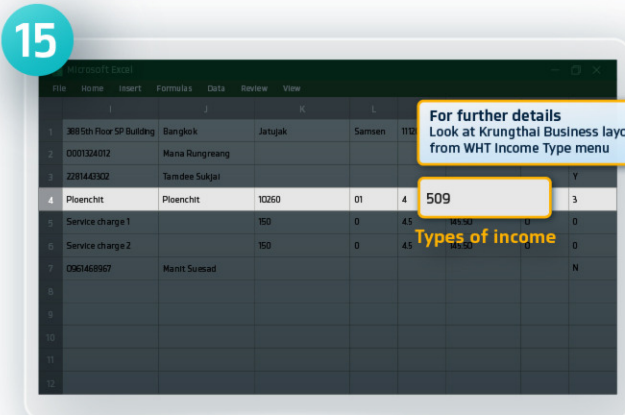 15
Microsoft Excel
File Home Insert Formulas Data Review View
I J K L
1 388 5th Floor SP Building Bangkok Jatujak Samsen
For further details
Look at Krungthai Business layo
from WHT Income Type menu
2 0001324012 Mana Rungreang
3 2281443302 Tamdee Sukjai Y
4 Ploenchit Ploenchit 10260 01 4 509 3
5 Service charge 1 150 0 4.5 145.50 0 0
Types of income
6 Service charge 2 150 0 4.5 145.50 0 0
7 0961468967 Manit Suesad N
8
9
10
11
12